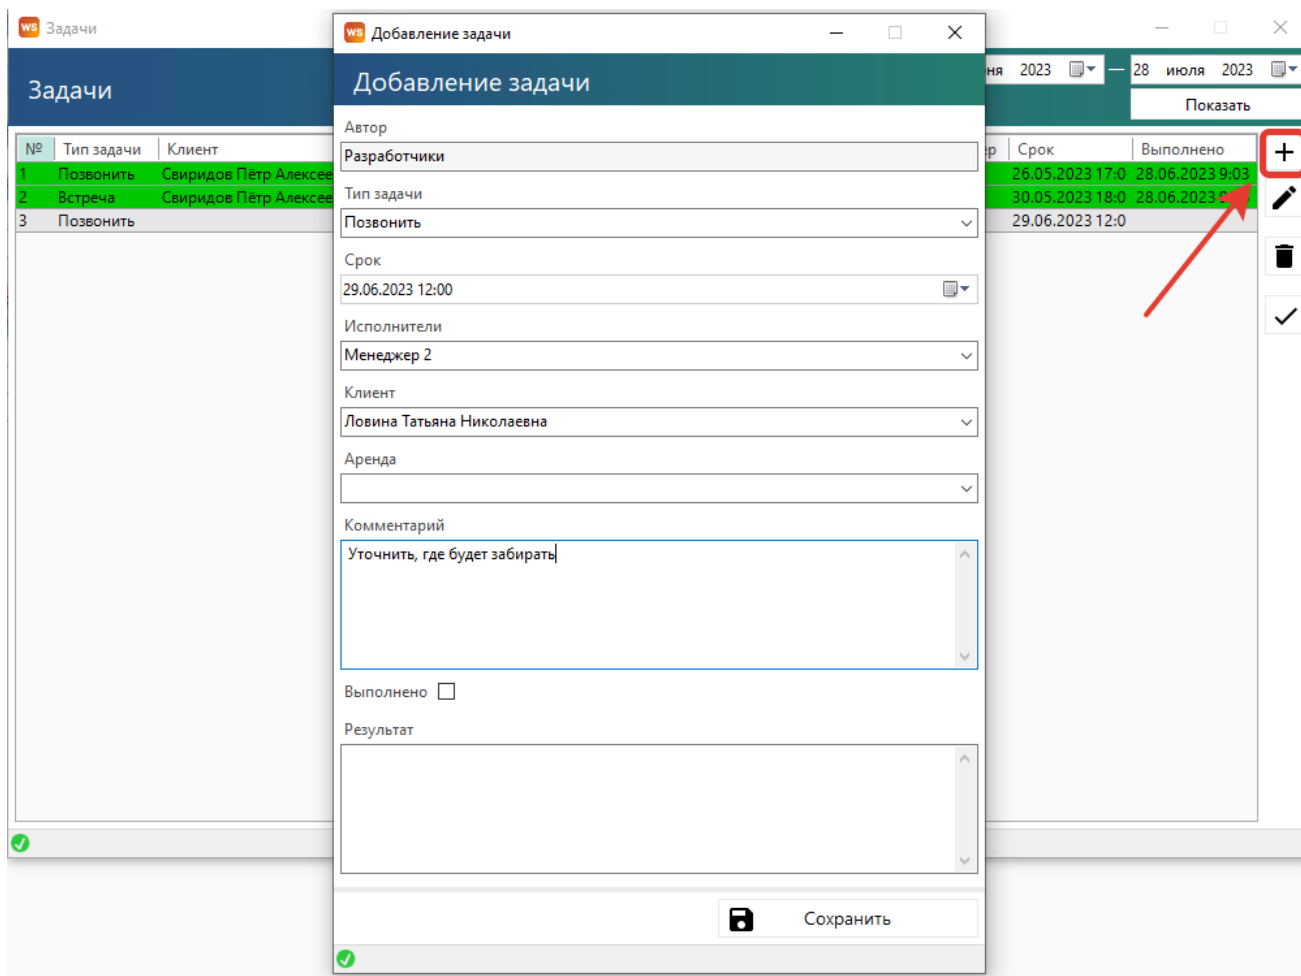 WS Задачи
WS Добавление задачи
Задачи
Добавление задачи
2023 — 28 июля 2023
Показать
№ Тип задачи Клиент Срок Выполнено
1 Позвонить Свиридов Пётр Алексее 26.05.2023 17:0 28.06.2023 9:03
2 Встреча Свиридов Пётр Алексее 30.05.2023 18:0 28.06.2023
3 Позвонить 29.06.2023 12:0
Автор
Разработчики
Тип задачи
Позвонить
Срок
29.06.2023 12:00
Исполнители
Менеджер 2
Клиент
Ловина Татьяна Николаевна
Аренда
Комментарий
Уточнить, где будет забирать
Выполнено
Результат
Сохранить